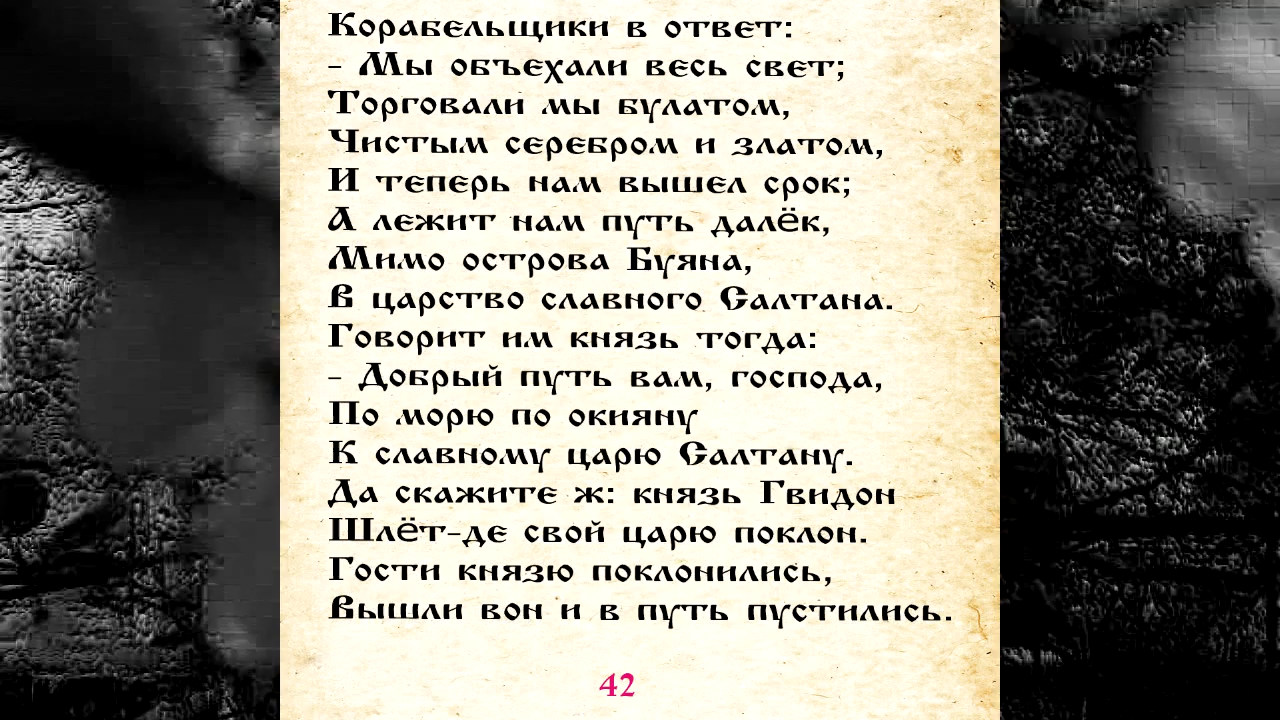 Корабельщики в ответ:
- Мы объехали весь свет;
Торговали мы булатом,
Чистым серебром и златом,
И теперь нам вышел срок;
А лежит нам путь далёк,
Мимо острова Буяна,
В царство славного Салтана.
Говорит им князь тогда:
- Добрый путь вам, господа,
По морю по окияну
К славному царю Салтану.
Да скажите ж: князь Гвидон
Шлёт-де свой царю поклон.
Гости князю поклонились,
Вышли вон и в путь пустились.
42